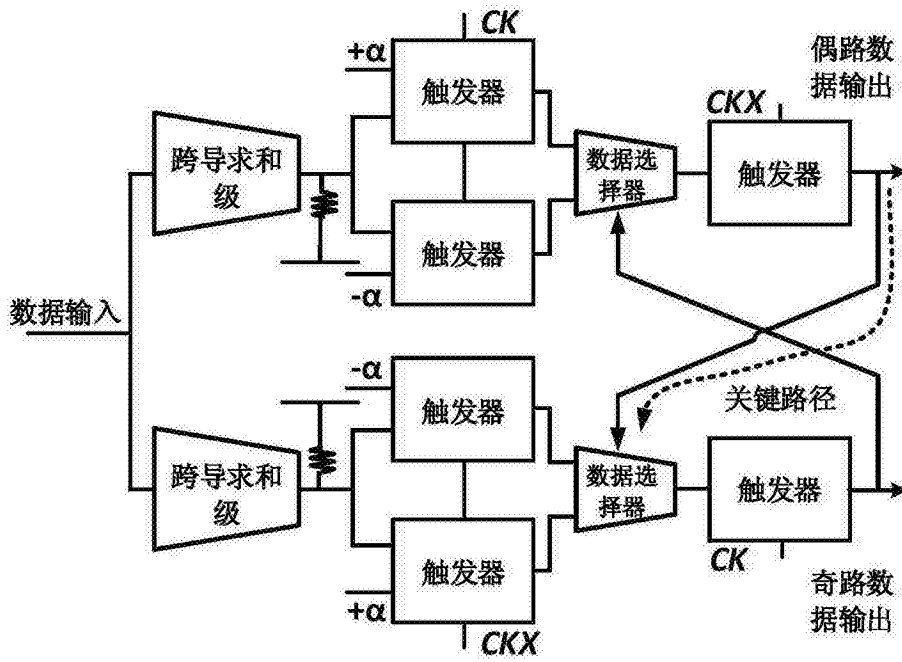 CK
+α
触发器
偶路数
据输出
CKX
跨导求和
级
数据选
择器
触发器
触发器
-α
数据输入
-α
触发器
关键路径
跨导求和
级
数据选
择器
触发器
触发器
CK
+α
CKX
奇路数
据输出